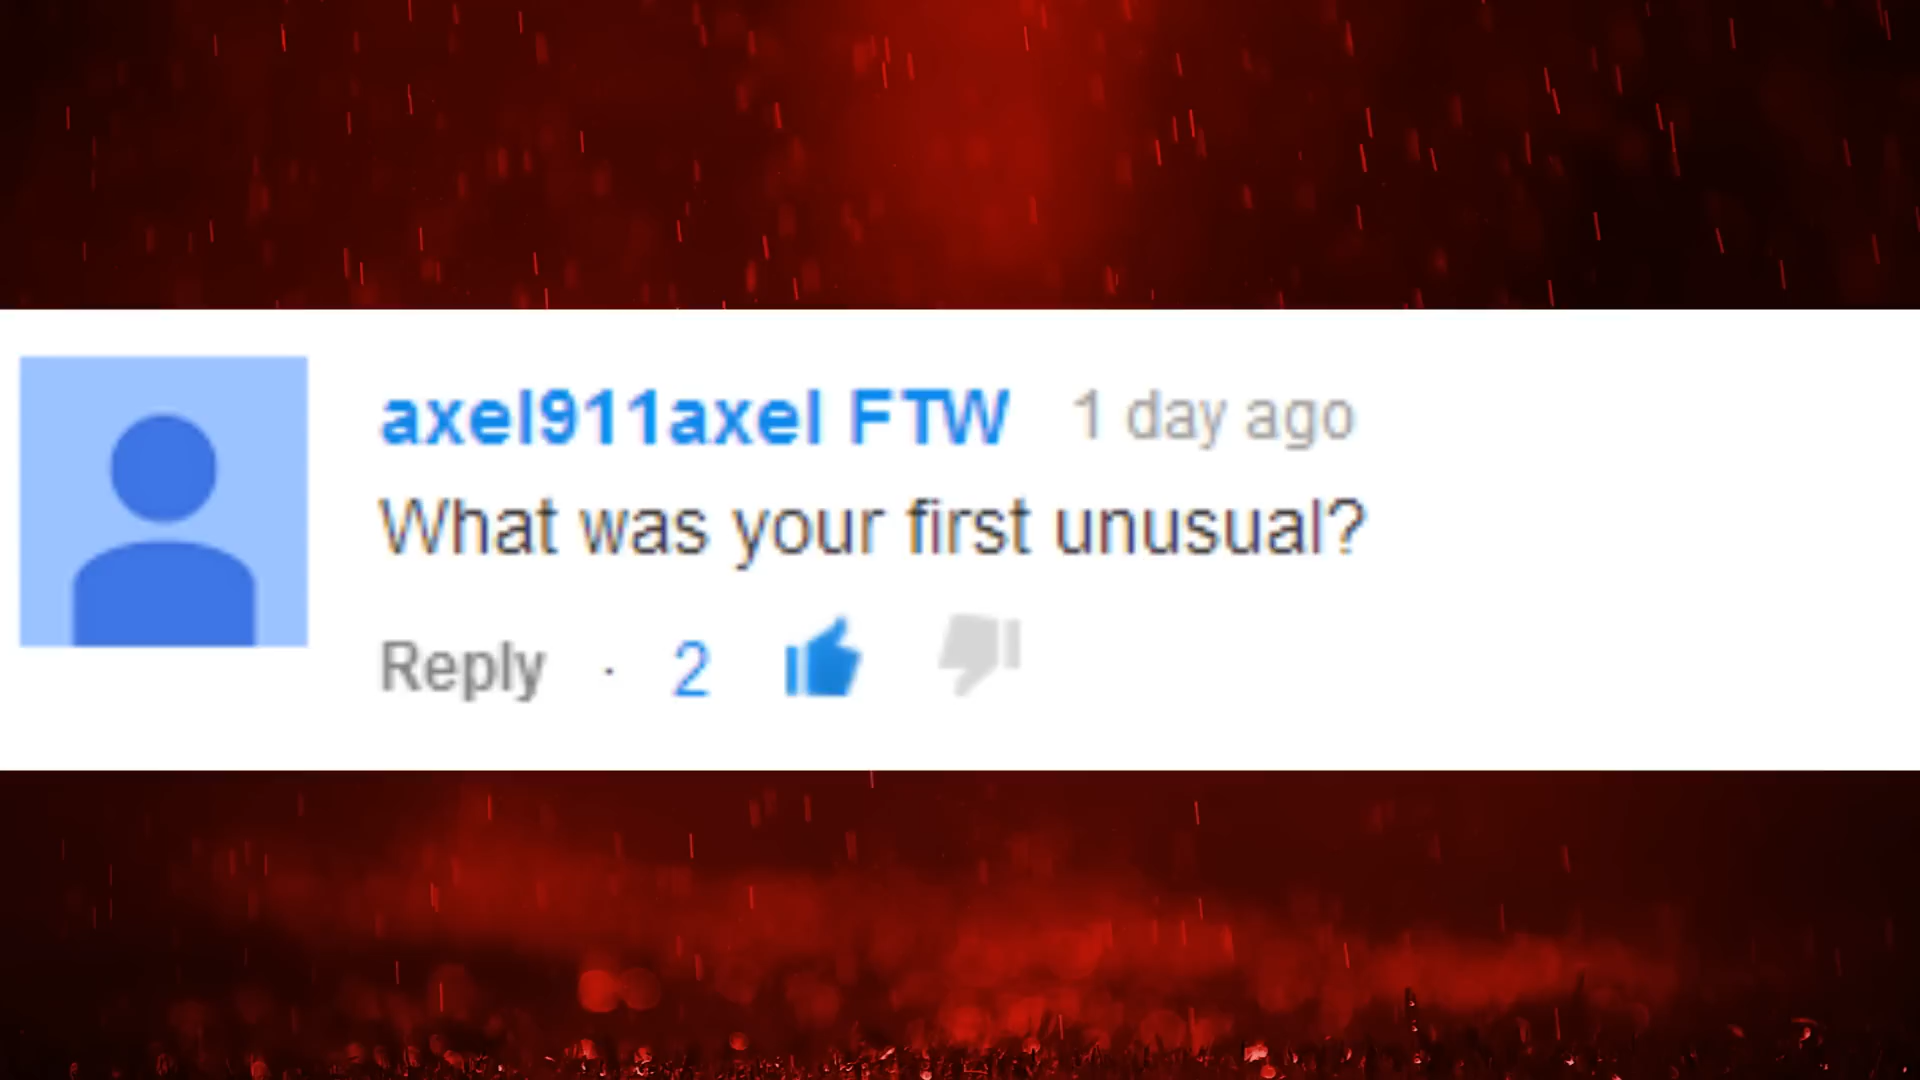 axel911axel FTW 1 day ago
What was your first unusual?
Reply · 2